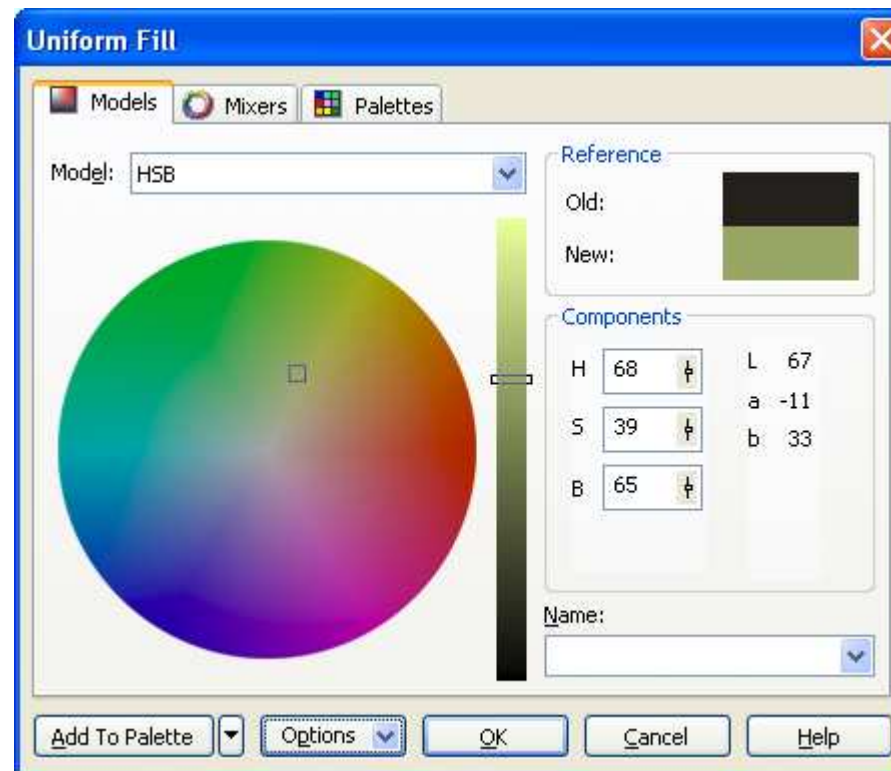 Uniform Fill
Models Mixers Palettes
Model: HSB
Reference
Old:
New:
Components
H 68 L 67
a -11
S 39 b 33
B 65
Name:
Add To Palette Options OK Cancel Help